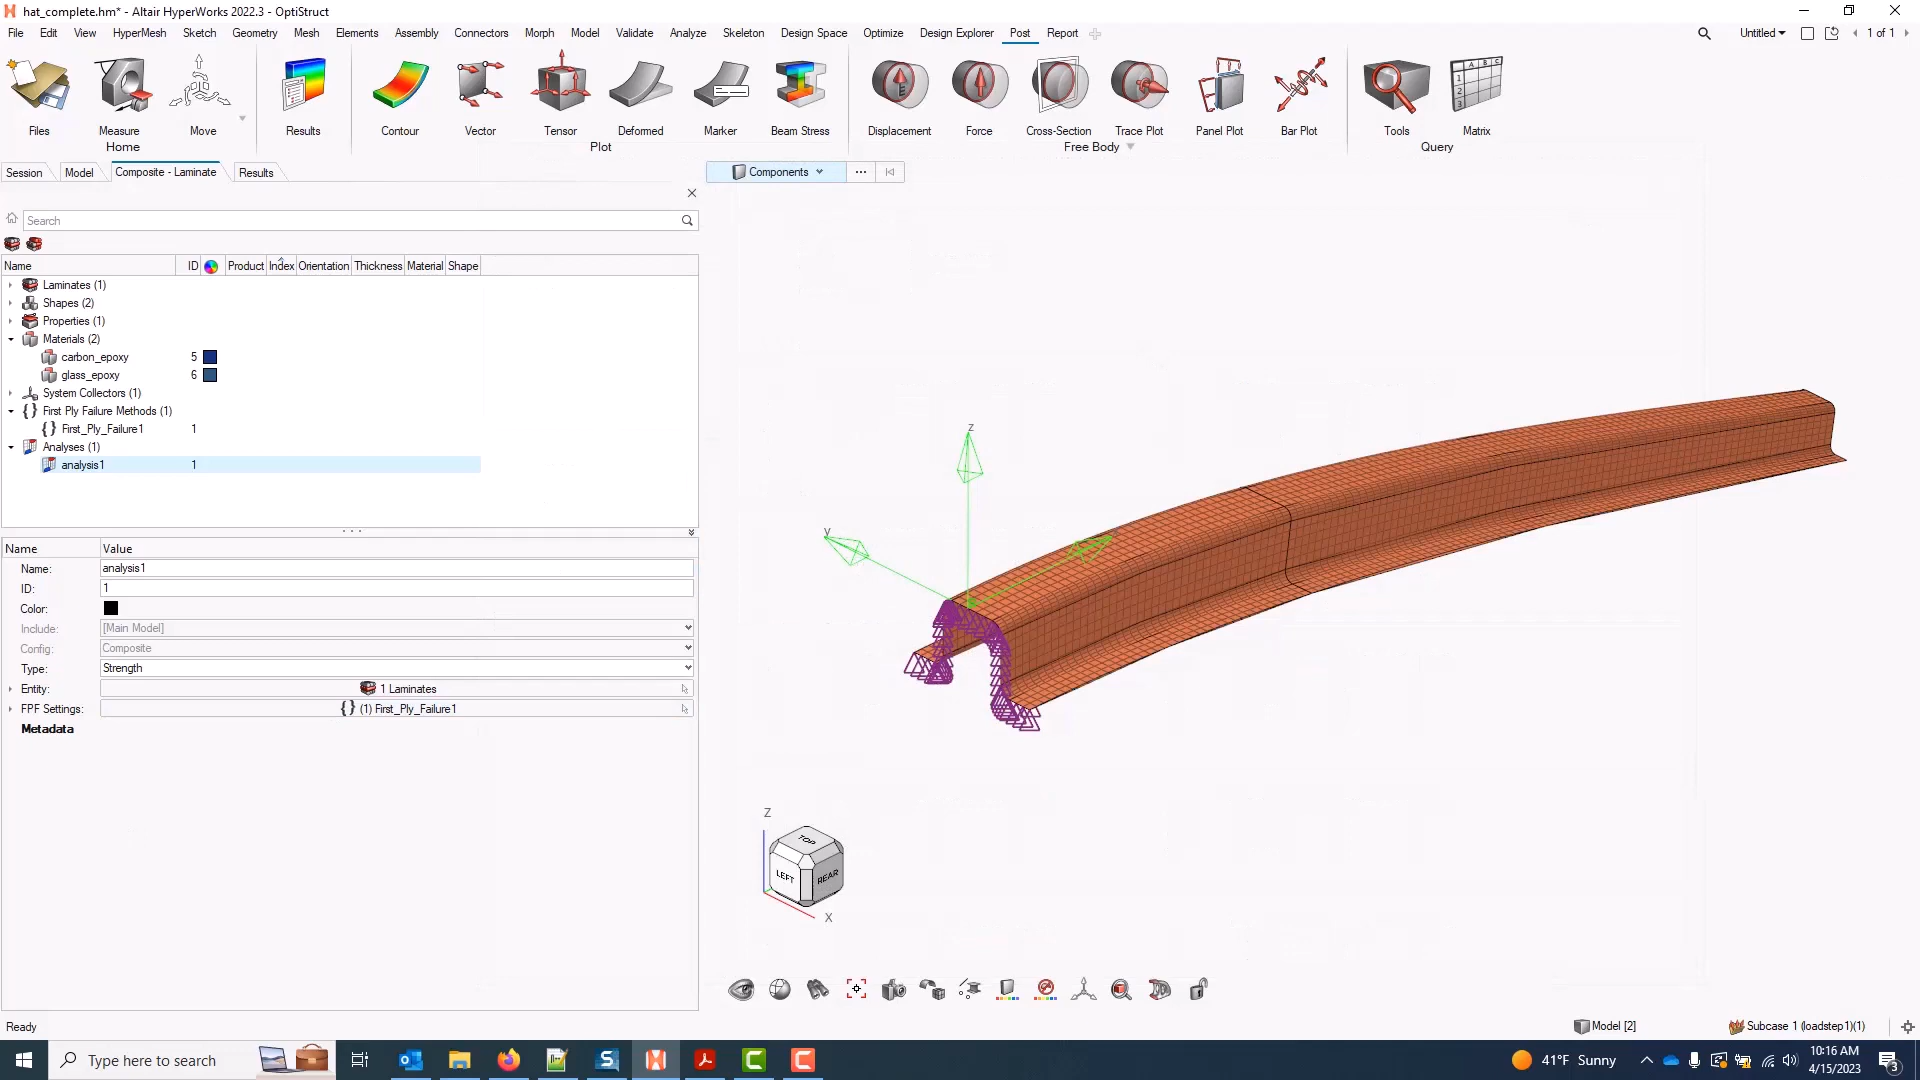 hat_complete.hm* - Altair HyperWorks 2022.3 - OptiStruct
File Edit View HyperMesh Sketch Geometry Mesh Elements Assembly Connectors Morph Model Validate Analyze Skeleton Design Space Optimize Design Explorer Post Report Untitled 1 of 1
Files Measure Move Results Contour Vector Tensor Deformed Marker Beam Stress Displacement Force Cross-Section Trace Plot Panel Plot Bar Plot Tools Matrix
Home Plot Free Body Query
Session Model Composite - Laminate Results Components
Search
Name ID Product Index Orientation Thickness Material Shape
Laminates (1)
Shapes (2)
Properties (1)
Materials (2)
carbon_epoxy 5
glass_epoxy 6
System Collectors (1)
First Ply Failure Methods (1)
First_Ply_Failure1 1
Analyses (1)
analysis1 1
Name Value
Name: analysis1
ID: 1
Color:
Include: [Main Model]
Config: Composite
Type: Strength
Entity: 1 Laminates
FPF Settings: (1) First_Ply_Failure1
Metadata
z
y
Z
TOP
LEFT REAR
X
Ready Model [2] Subcase 1 (loadstep1)(1)
Type here to search 41°F Sunny 10:16 AM
4/15/2023 3